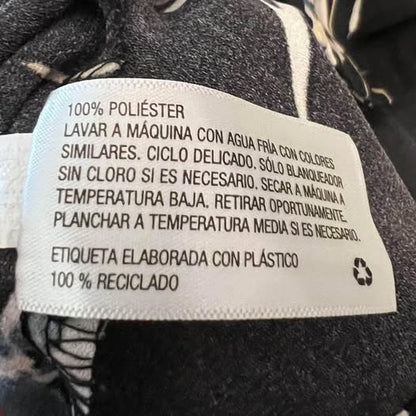 100% POLIÉSTER
LAVAR A MÁQUINA CON AGUA FRÍA CON COLORES
SIMILARES. CICLO DELICADO. SÓLO BLANQUEADOR
SIN CLORO SI ES NECESARIO. SECAR A MÁQUINA A
TEMPERATURA BAJA. RETIRAR OPORTUNAMENTE.
PLANCHAR A TEMPERATURA MEDIA SI ES NECESARIO.
ETIQUETA ELABORADA CON PLÁSTICO
100 % RECICLADO